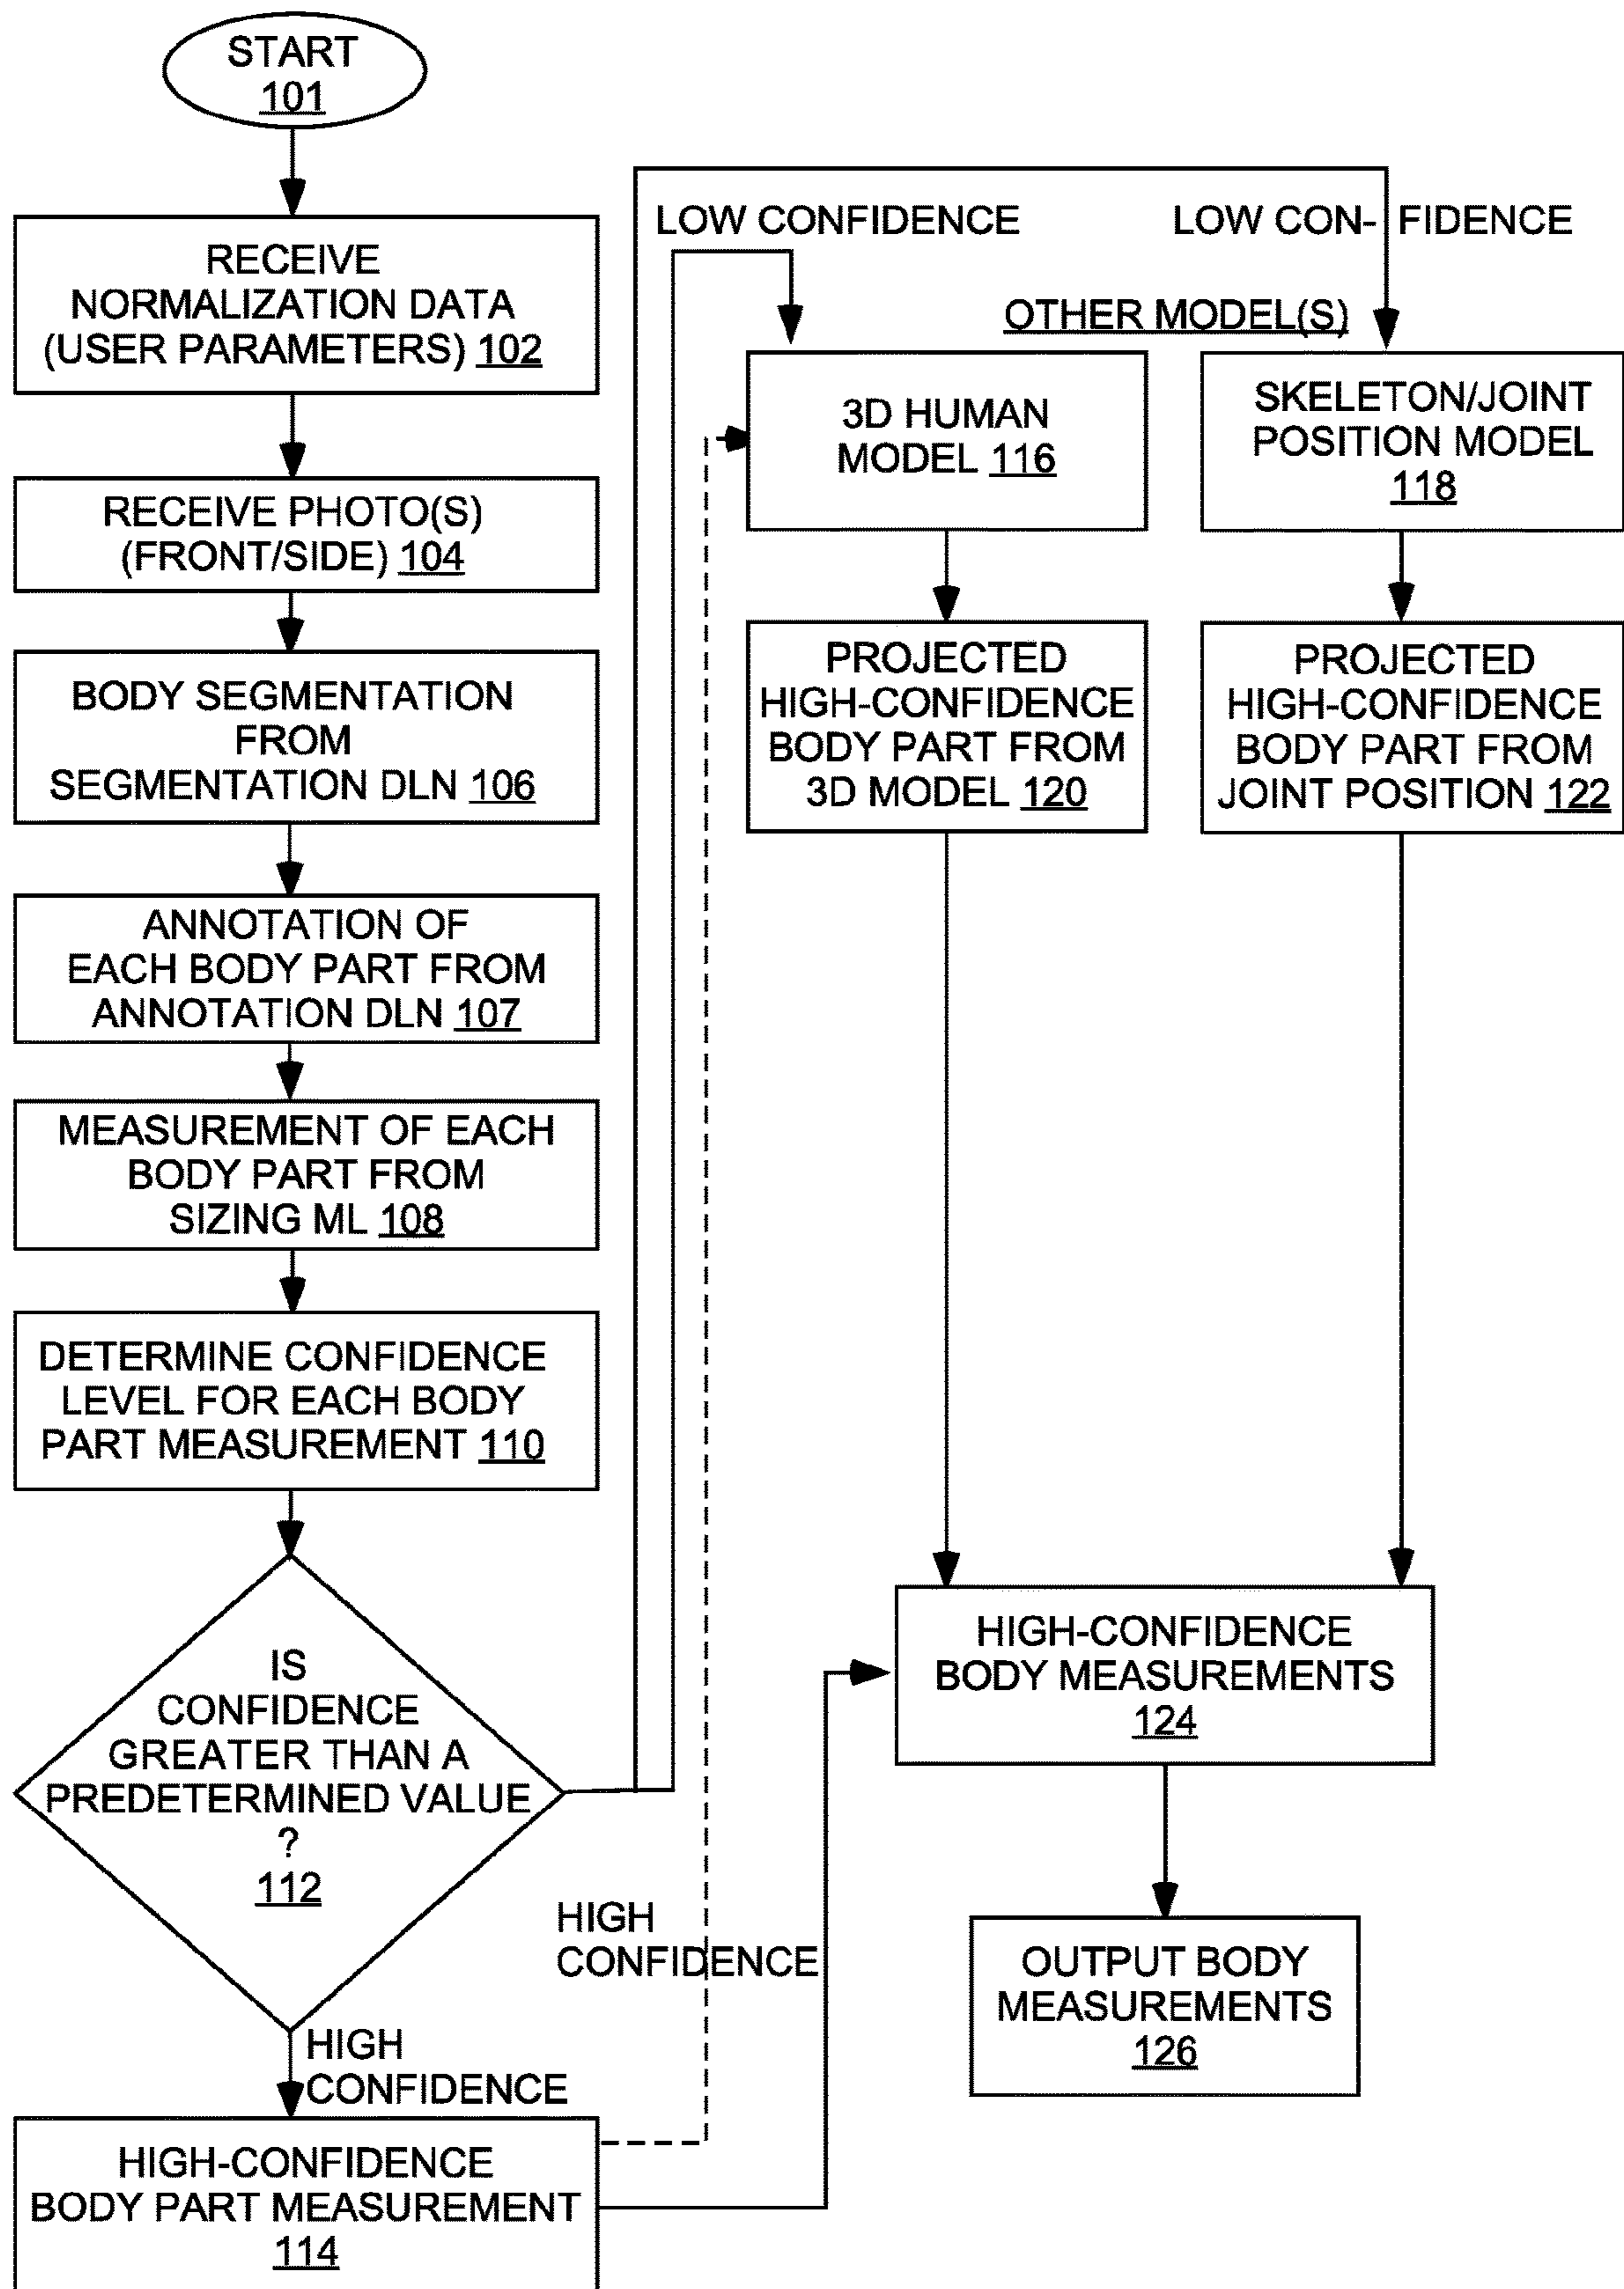 START
101
RECEIVE
NORMALIZATION DATA
(USER PARAMETERS) 102
RECEIVE PHOTO(S)
(FRONT/SIDE) 104
BODY SEGMENTATION
FROM
SEGMENTATION DLN 106
ANNOTATION OF
EACH BODY PART FROM
ANNOTATION DLN 107
MEASUREMENT OF EACH
BODY PART FROM
SIZING ML 108
DETERMINE CONFIDENCE
LEVEL FOR EACH BODY
PART MEASUREMENT 110
IS
CONFIDENCE
GREATER THAN A
PREDETERMINED VALUE
?
112
HIGH
CONFIDENCE
HIGH-CONFIDENCE
BODY PART MEASUREMENT
114
HIGH
CONFIDENCE
LOW CONFIDENCE
LOW CON- FIDENCE
OTHER MODEL(S)
3D HUMAN
MODEL 116
SKELETON/JOINT
POSITION MODEL
118
PROJECTED
HIGH-CONFIDENCE
BODY PART FROM
3D MODEL 120
PROJECTED
HIGH-CONFIDENCE
BODY PART FROM
JOINT POSITION 122
HIGH-CONFIDENCE
BODY MEASUREMENTS
124
OUTPUT BODY
MEASUREMENTS
126